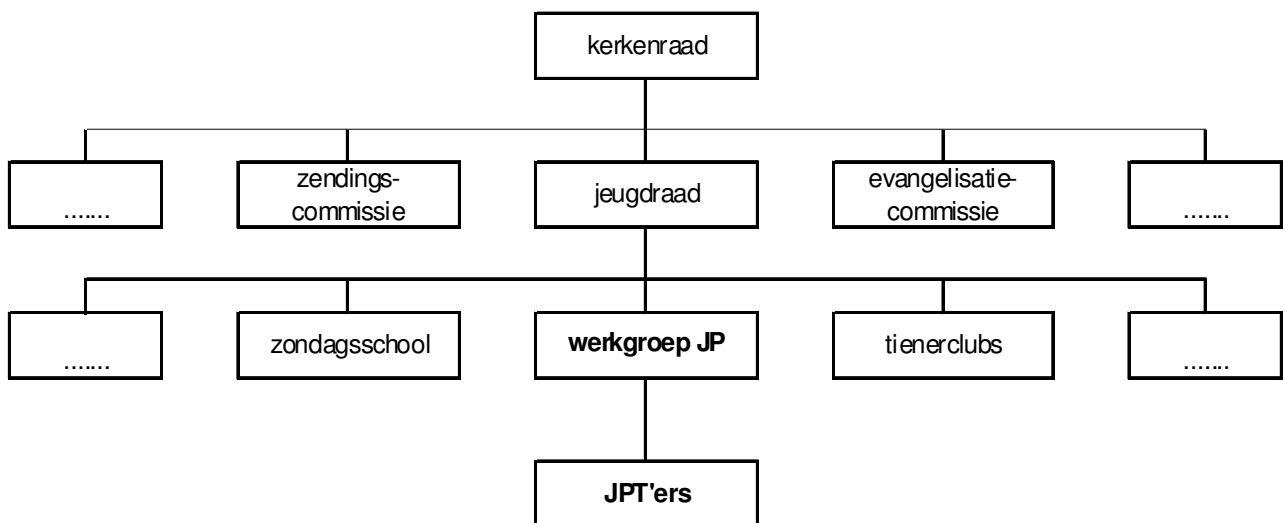 kerkenraad
.......
zendings-
commissie
jeugdraad
evangelisatie-
commissie
.......
.......
zondagsschool
werkgroep JP
tienerclubs
.......
JPT'ers